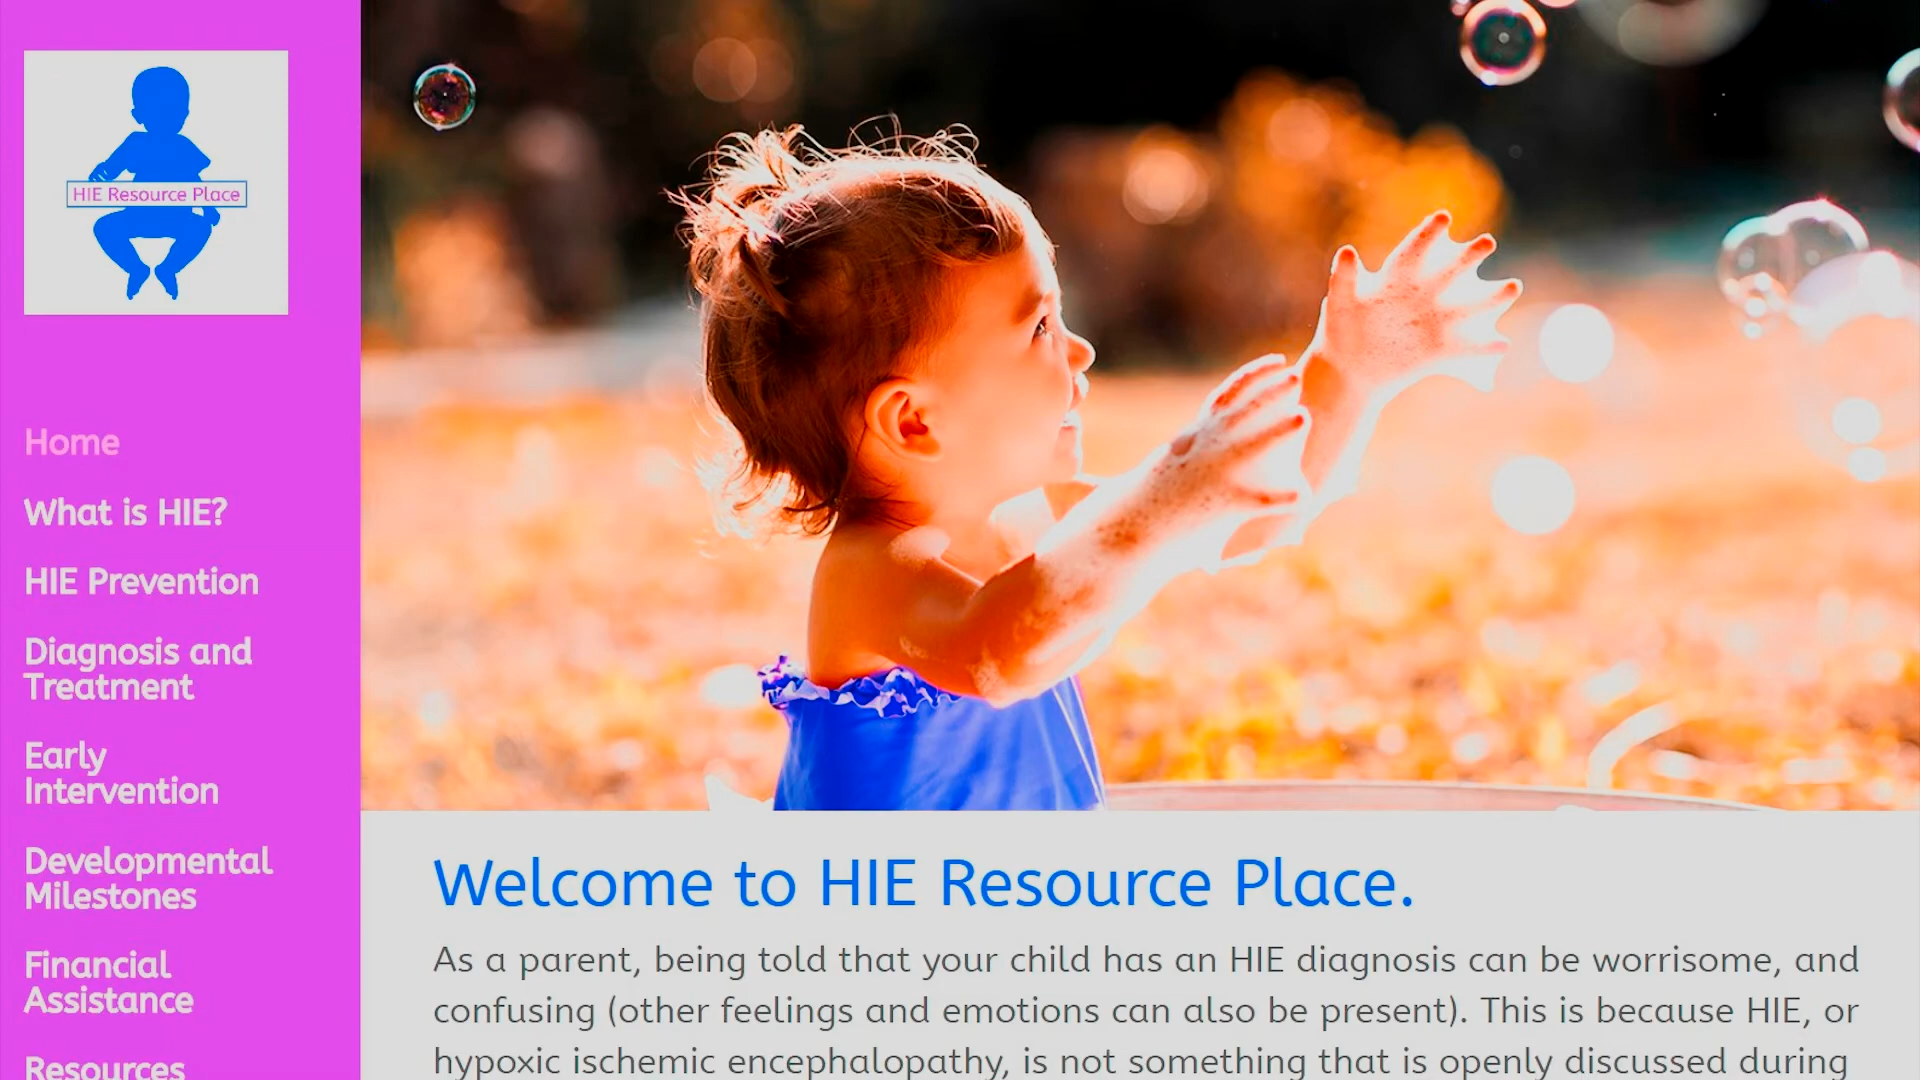 HIE Resource Place
Home
What is HIE?
HIE Prevention
Diagnosis and
Treatment
Early
Intervention
Developmental
Milestones
Financial
Assistance
Resources
Welcome to HIE Resource Place.
As a parent, being told that your child has an HIE diagnosis can be worrisome, and
confusing (other feelings and emotions can also be present). This is because HIE, or
hypoxic ischemic encephalopathy, is not something that is openly discussed during